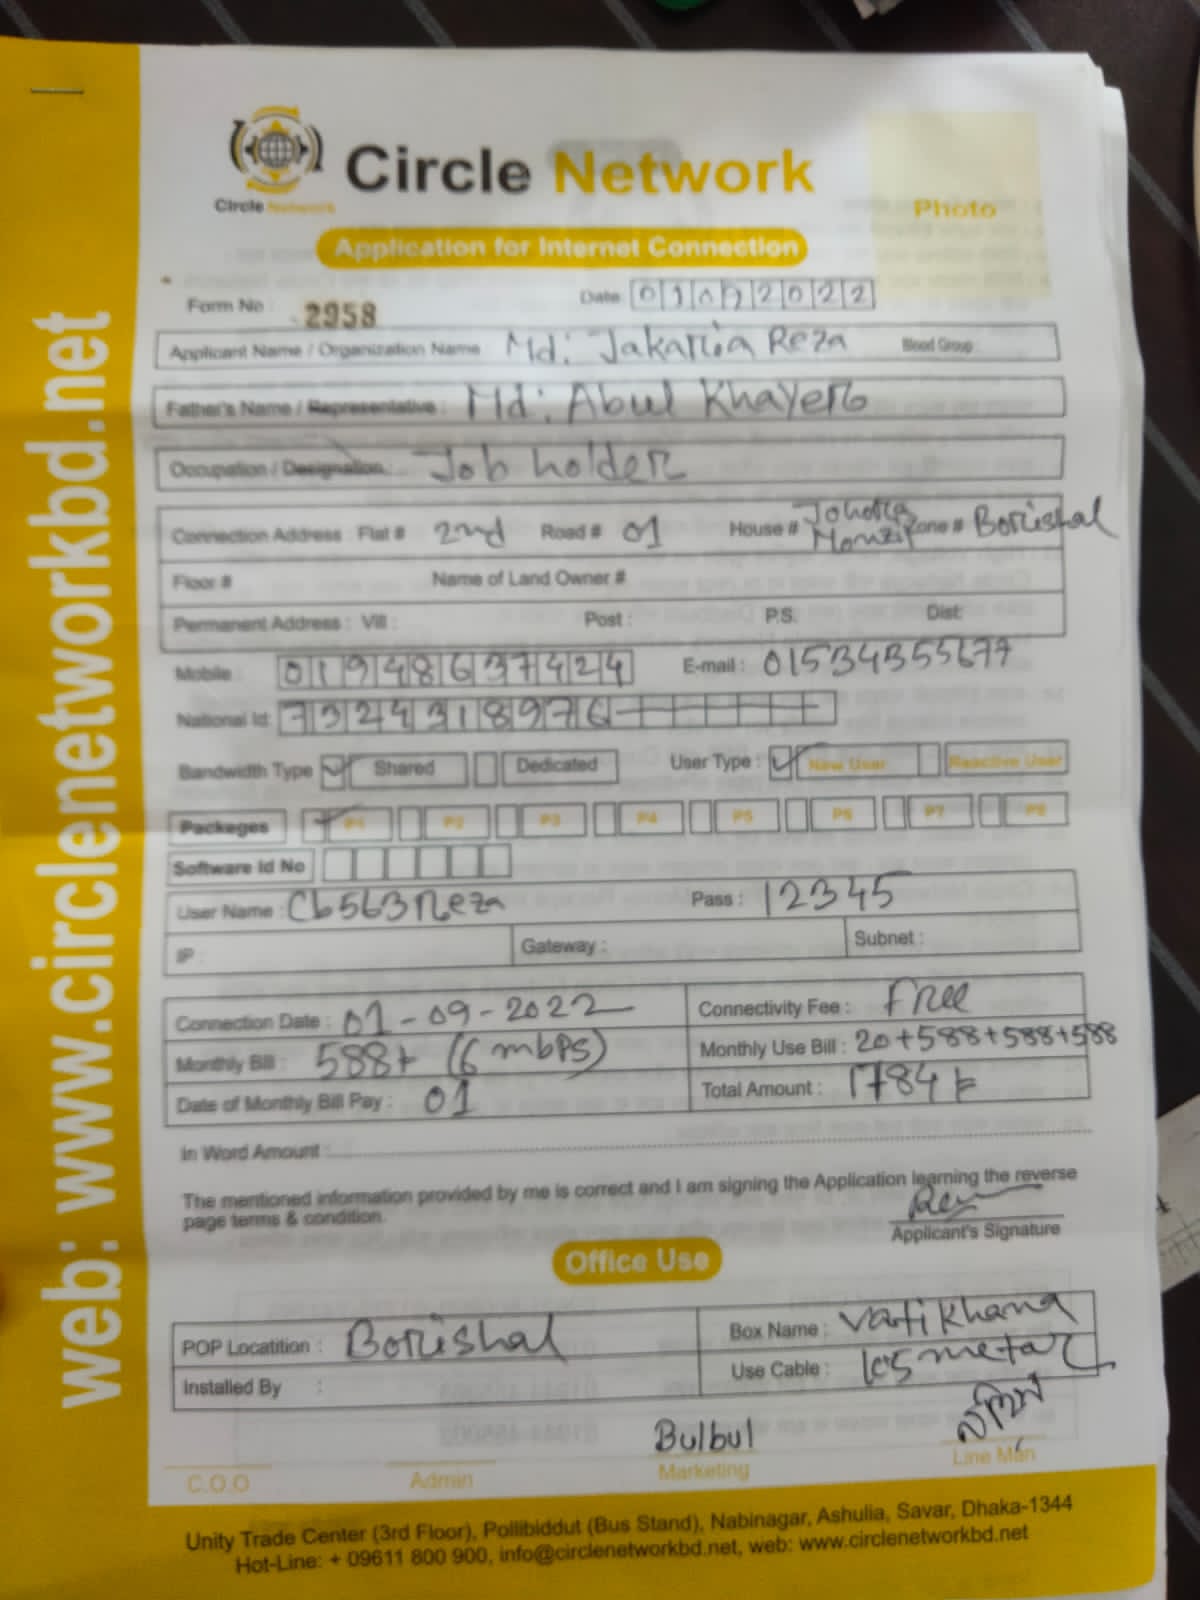 web: www.circlenetworkbd.net
Circle Network
Circle Network
Photo
Application for Internet Connection
Form No : 2958
Date 01092022
Applicant Name / Organization Name Md: Jakaria Reza Blood Group :
Father's Name / Representative : Md: Abul Khayer
Occupation / Designation : Job holder
Connection Address : Flat # 2nd Road # 01 House # Johora Monzil Zone # Borishal
Floor # Name of Land Owner #
Permanent Address : Vill : Post : P.S. Dist:
Mobile : 01948637424 E-mail : 01534355677
National Id: 7324318976
Bandwidth Type Shared Dedicated User Type : New User Reactive User
Packeges P1 P2 P3 P4 P5 P6 P7 P8
Software Id No
User Name : Cb563Reza Pass : 12345
IP : Gateway : Subnet :
Connection Date : 01-09-2022 Connectivity Fee : Free
Monthly Bill : 588 (6 mbps) Monthly Use Bill : 20+588+588+588
Date of Monthly Bill Pay : 01 Total Amount : 1784
In Word Amount :
The mentioned information provided by me is correct and I am signing the Application learning the reverse
page terms & condition.
Applicant's Signature
Office Use
POP Locatition : Borishal Box Name : Vatikhana
Installed By : Use Cable : 105 metar
Bulbul
C.O.O Admin Marketing Line Man
Unity Trade Center (3rd Floor), Pollibiddut (Bus Stand), Nabinagar, Ashulia, Savar, Dhaka-1344
Hot-Line: + 09611 800 900, info@circlenetworkbd.net, web: www.circlenetworkbd.net